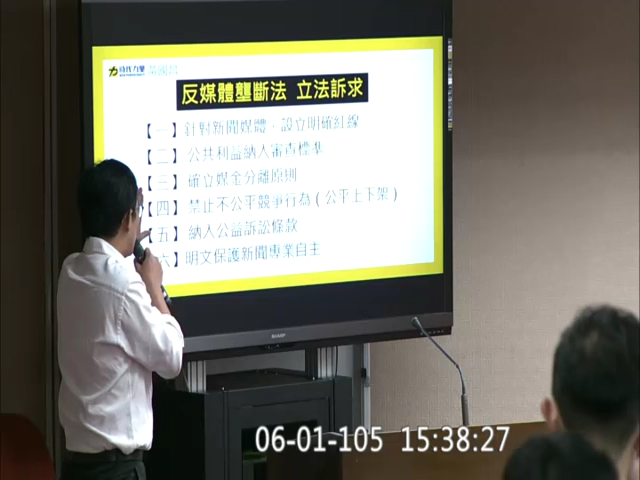 時代力量 黃國昌
反媒體壟斷法 立法訴求
【一】針對新聞媒體，設立明確紅線
【二】公共利益納入審查標準
【三】確立媒金分離原則
【四】禁止不公平競爭行為（公平上下架）
【五】納入公益訴訟條款
六】明文保護新聞專業自主
SHARP
06-01-105 15:38:27